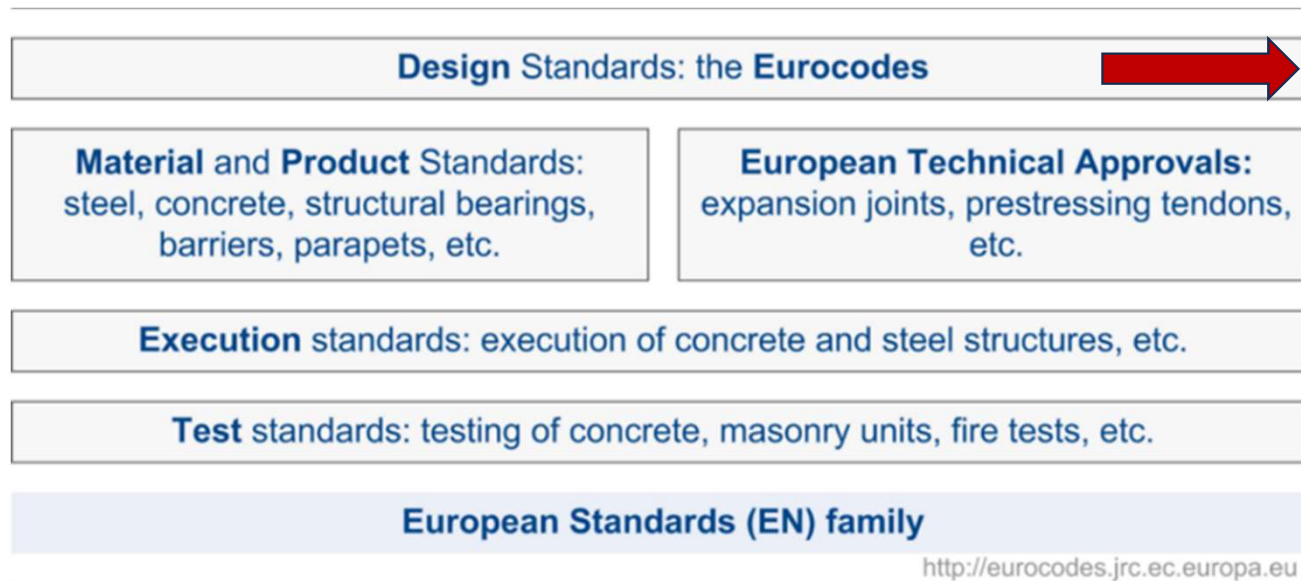 Design Standards: the Eurocodes
Material and Product Standards:
steel, concrete, structural bearings,
barriers, parapets, etc.
European Technical Approvals:
expansion joints, prestressing tendons,
etc.
Execution standards: execution of concrete and steel structures, etc.
Test standards: testing of concrete, masonry units, fire tests, etc.
European Standards (EN) family
http://eurocodes.jrc.ec.europa.eu